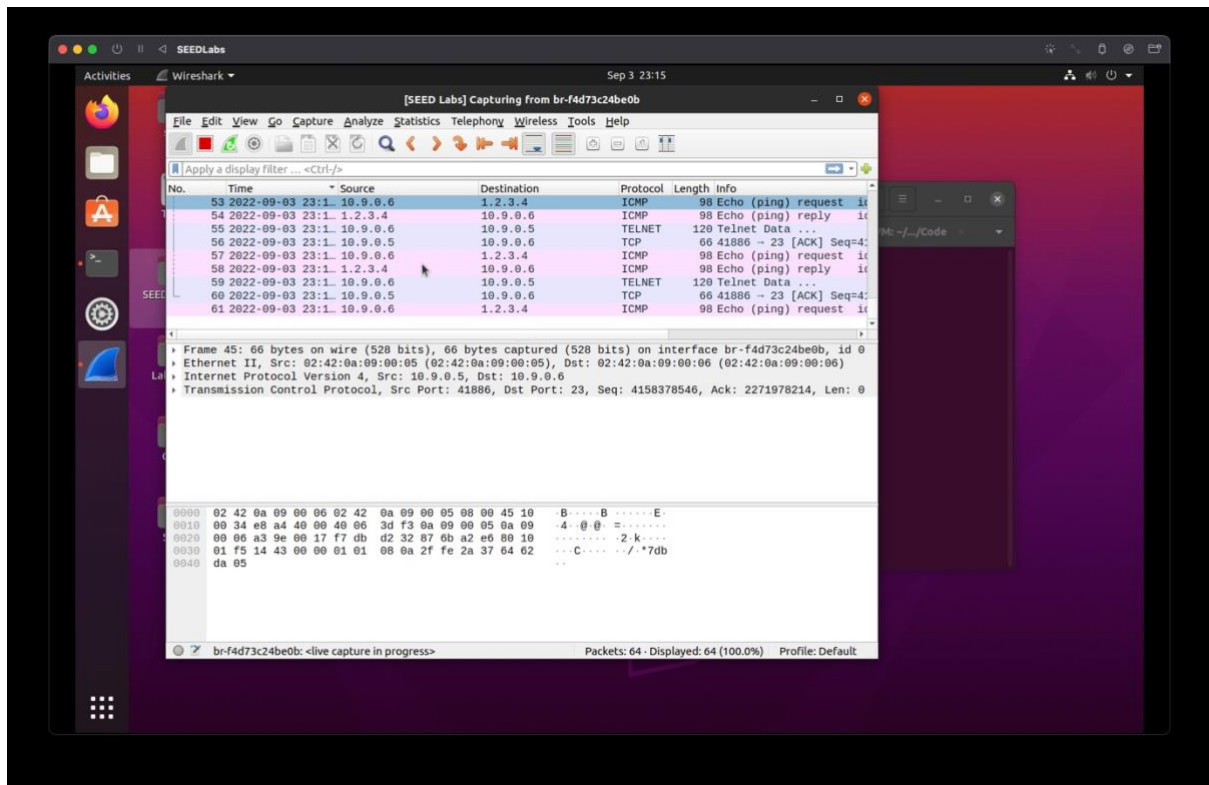 SEEDLabs
Activities Wireshark Sep 3 23:15
[SEED Labs] Capturing from br-f4d73c24be0b
File Edit View Go Capture Analyze Statistics Telephony Wireless Tools Help
Apply a display filter ... <Ctrl-/>
No. Time Source Destination Protocol Length Info
53 2022-09-03 23:1… 10.9.0.6 1.2.3.4 ICMP 98 Echo (ping) request id
54 2022-09-03 23:1… 1.2.3.4 10.9.0.6 ICMP 98 Echo (ping) reply id
55 2022-09-03 23:1… 10.9.0.6 10.9.0.5 TELNET 120 Telnet Data ...
56 2022-09-03 23:1… 10.9.0.5 10.9.0.6 TCP 66 41886 → 23 [ACK] Seq=41
57 2022-09-03 23:1… 10.9.0.6 1.2.3.4 ICMP 98 Echo (ping) request id
58 2022-09-03 23:1… 1.2.3.4 10.9.0.6 ICMP 98 Echo (ping) reply id
59 2022-09-03 23:1… 10.9.0.6 10.9.0.5 TELNET 120 Telnet Data ...
60 2022-09-03 23:1… 10.9.0.5 10.9.0.6 TCP 66 41886 → 23 [ACK] Seq=41
61 2022-09-03 23:1… 10.9.0.6 1.2.3.4 ICMP 98 Echo (ping) request id
M: ~/.../Code
SEED
La
Frame 45: 66 bytes on wire (528 bits), 66 bytes captured (528 bits) on interface br-f4d73c24be0b, id 0
Ethernet II, Src: 02:42:0a:09:00:05 (02:42:0a:09:00:05), Dst: 02:42:0a:09:00:06 (02:42:0a:09:00:06)
Internet Protocol Version 4, Src: 10.9.0.5, Dst: 10.9.0.6
Transmission Control Protocol, Src Port: 41886, Dst Port: 23, Seq: 4158378546, Ack: 2271978214, Len: 0
0000 02 42 0a 09 00 06 02 42 0a 09 00 05 08 00 45 10 ·B·····B ······E·
0010 00 34 e8 a4 40 00 40 06 3d f3 0a 09 00 05 0a 09 ·4··@·@· =·······
0020 00 06 a3 9e 00 17 f7 db d2 32 87 6b a2 e6 80 10 ········ ·2·k····
0030 01 f5 14 43 00 00 01 01 08 0a 2f fe 2a 37 64 62 ···C···· ··/·*7db
0040 da 05 ··
br-f4d73c24be0b: <live capture in progress> Packets: 64 · Displayed: 64 (100.0%) Profile: Default